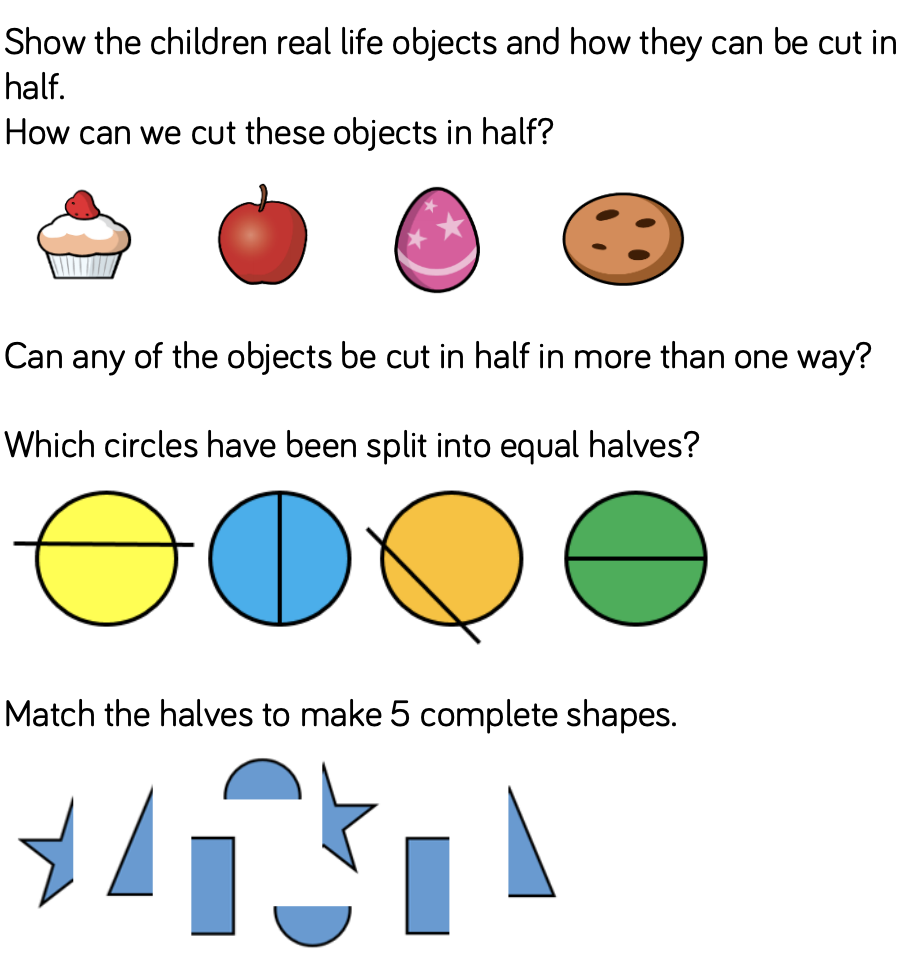 Show the children real life objects and how they can be cut in
half.
How can we cut these objects in half?
Can any of the objects be cut in half in more than one way?
Which circles have been split into equal halves?
Match the halves to make 5 complete shapes.